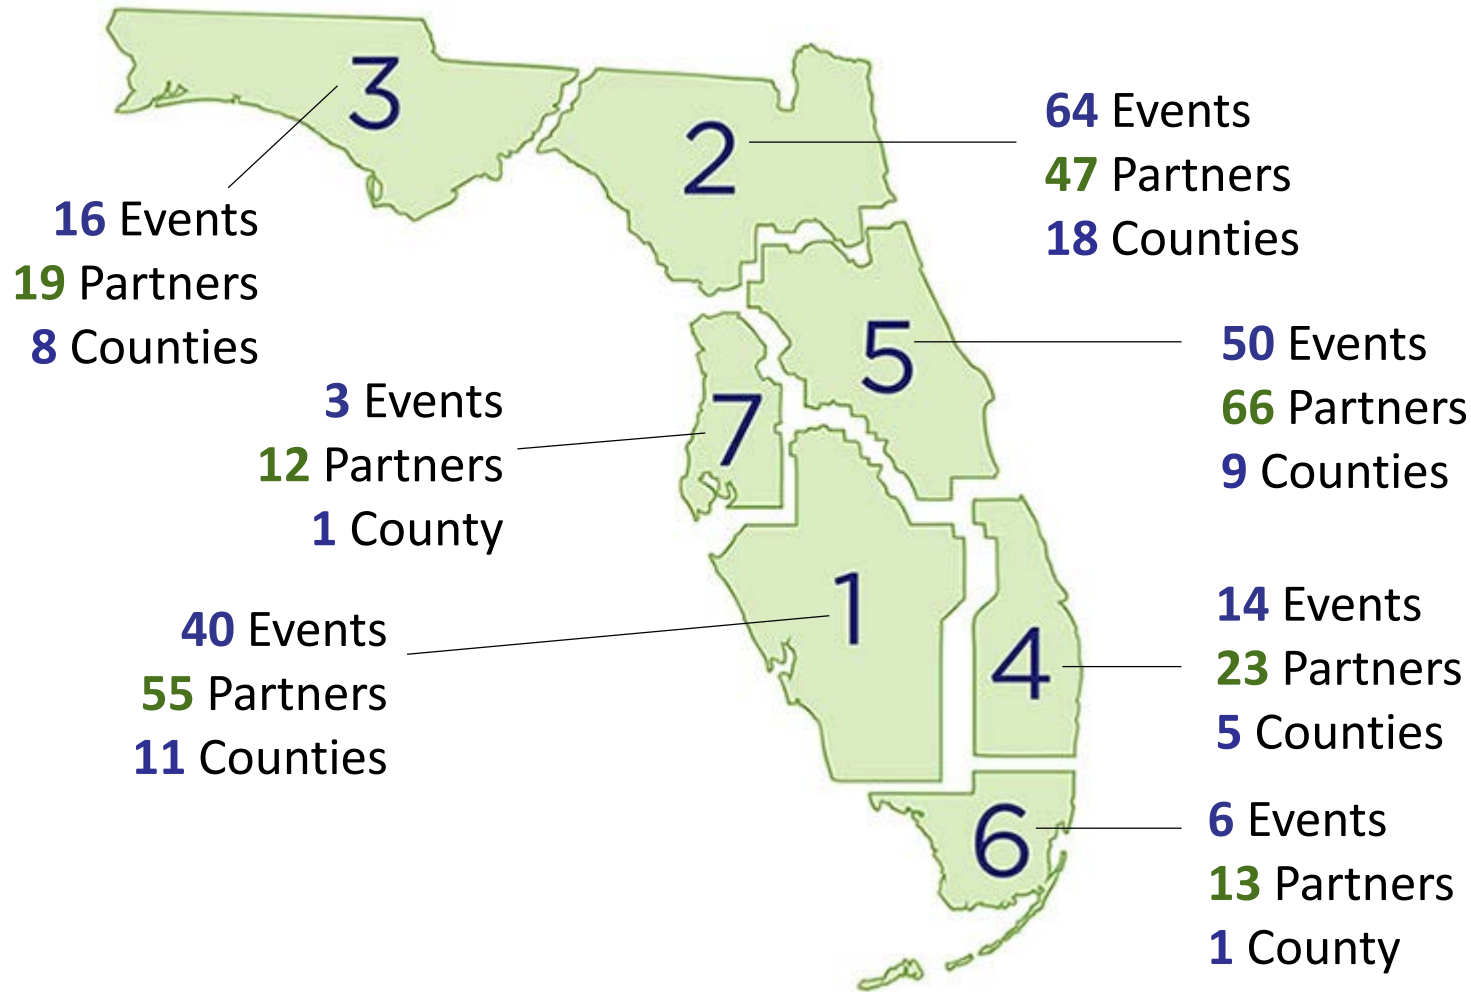 3
16 Events
19 Partners
8 Counties
2
64 Events
47 Partners
18 Counties
5
50 Events
66 Partners
9 Counties
7
3 Events
12 Partners
1 County
1
40 Events
55 Partners
11 Counties
4
14 Events
23 Partners
5 Counties
6
6 Events
13 Partners
1 County